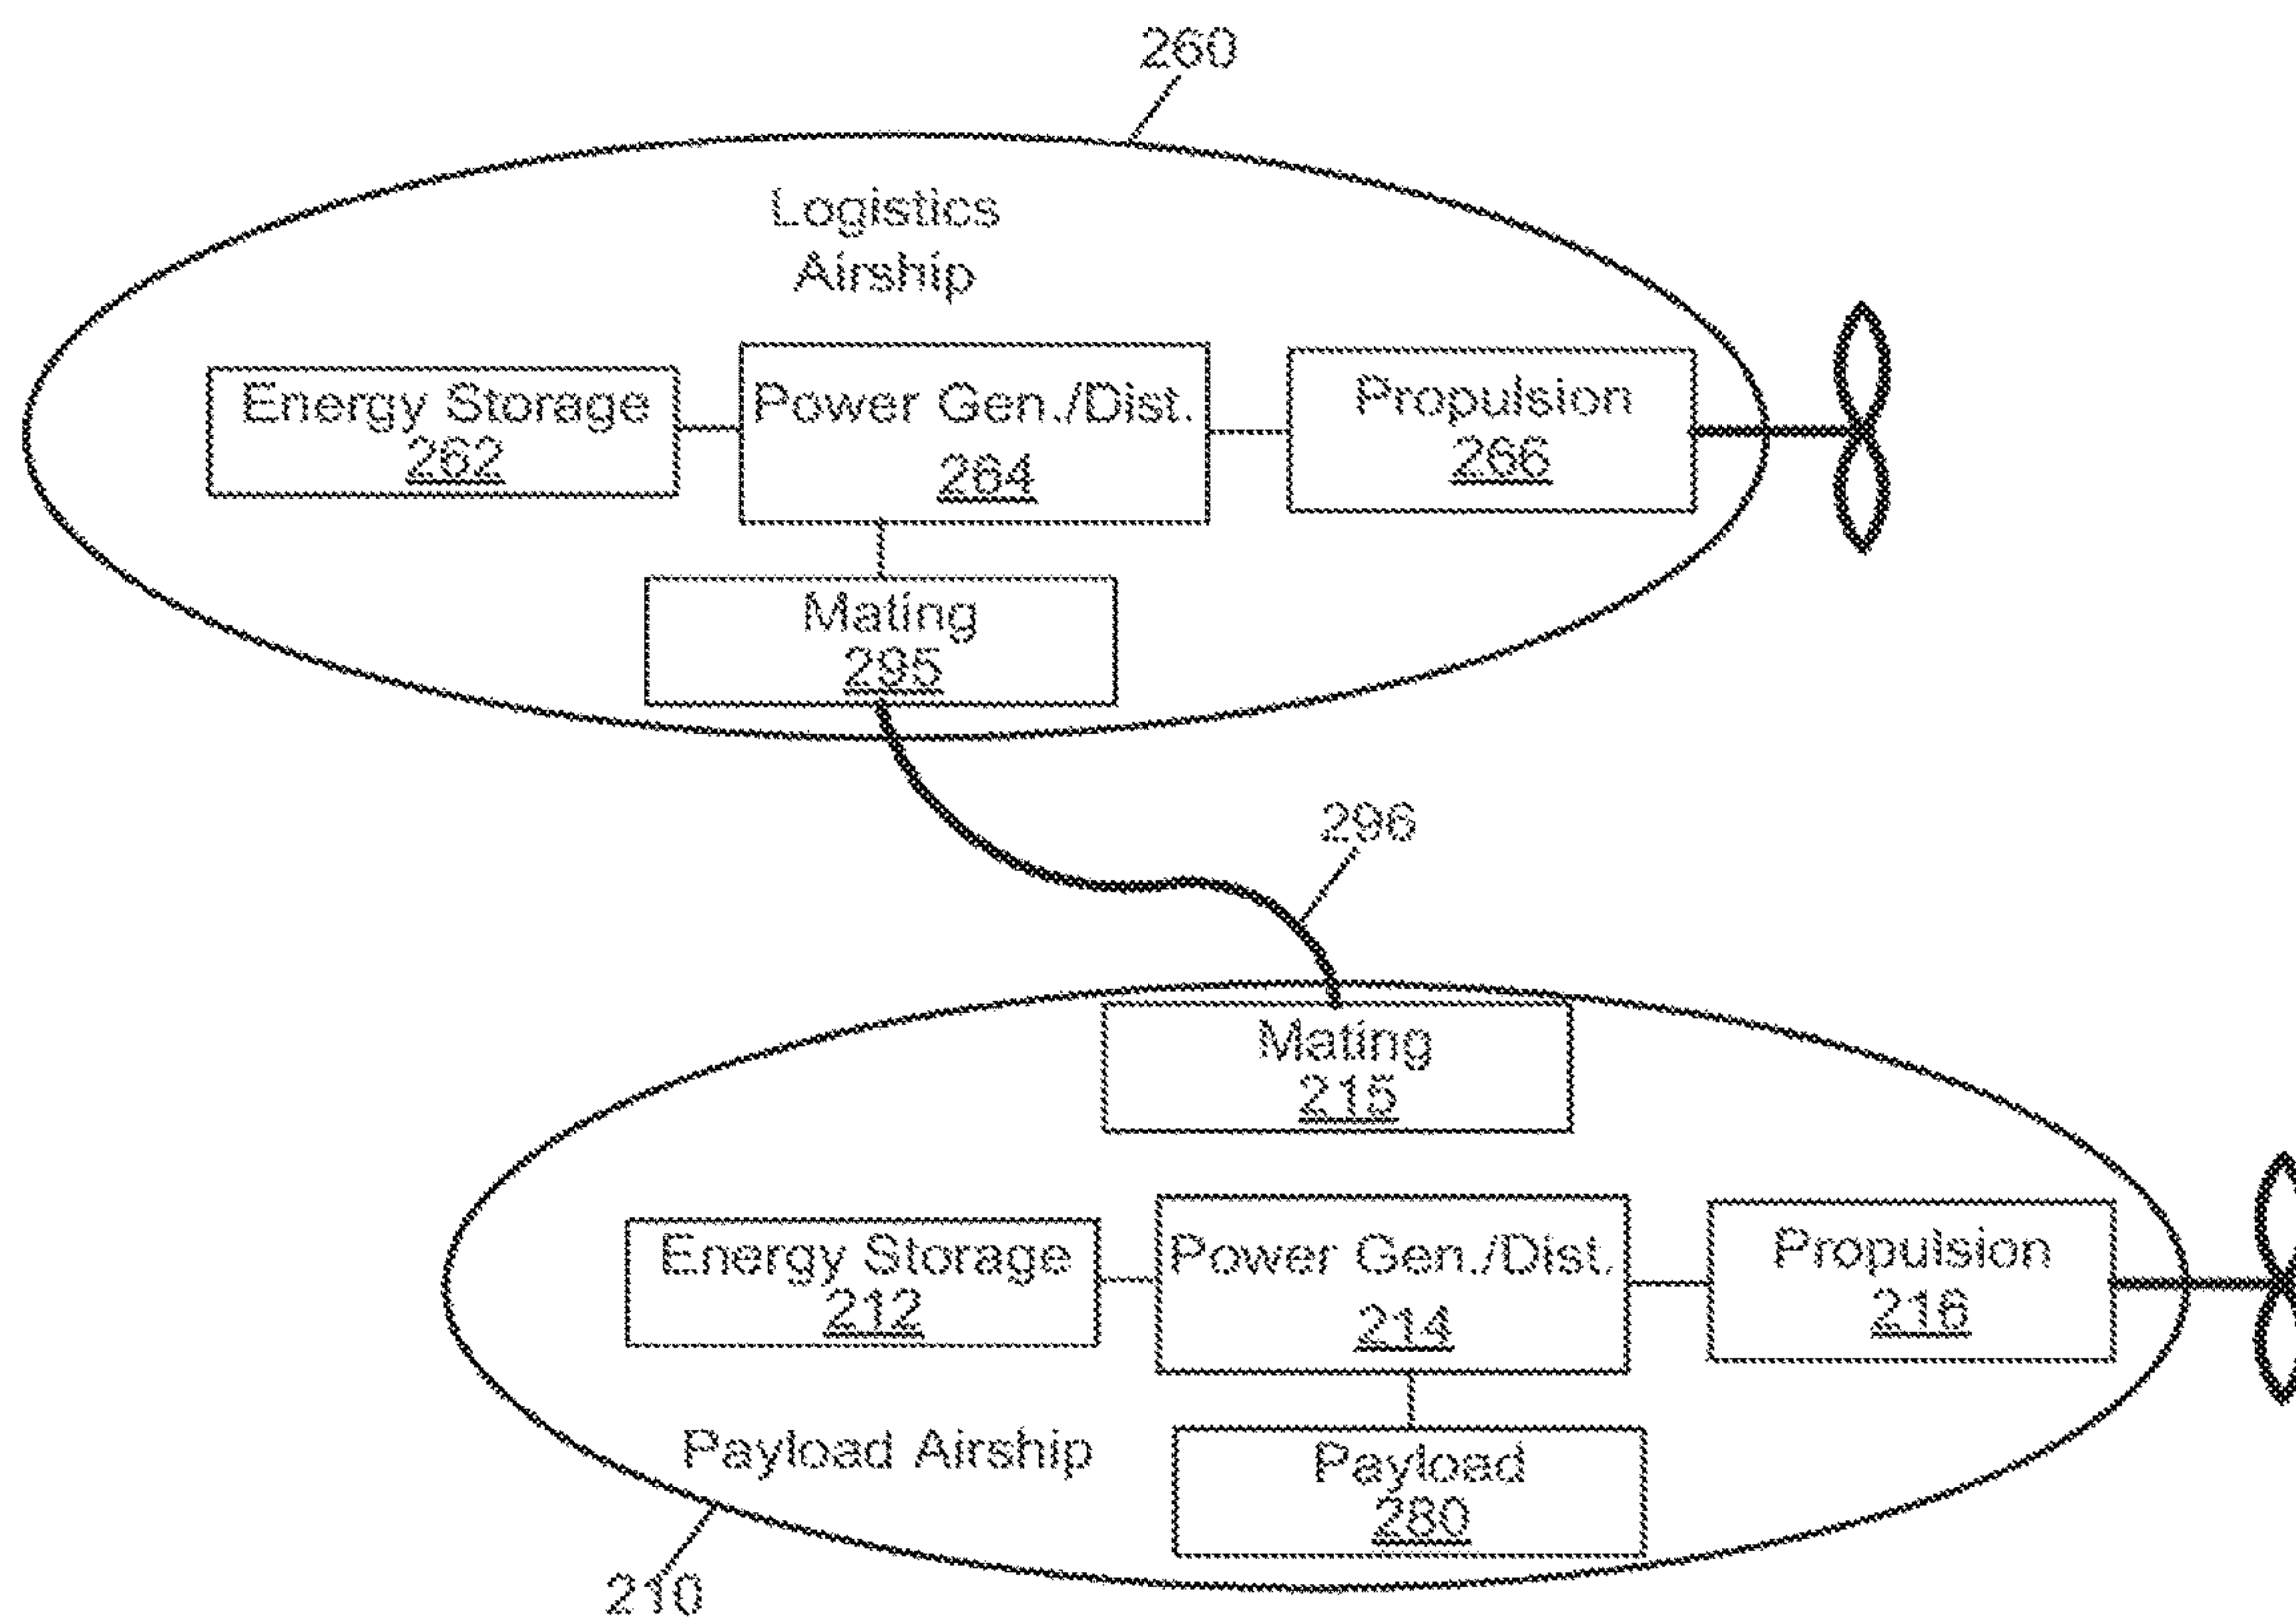 260
Logistics
Airship
Energy Storage
262
Power Gen./Dist.
264
Propulsion
266
Mating
295
296
Mating
215
Energy Storage
212
Power Gen./Dist.
214
Propulsion
216
Payload Airship
Payload
280
210